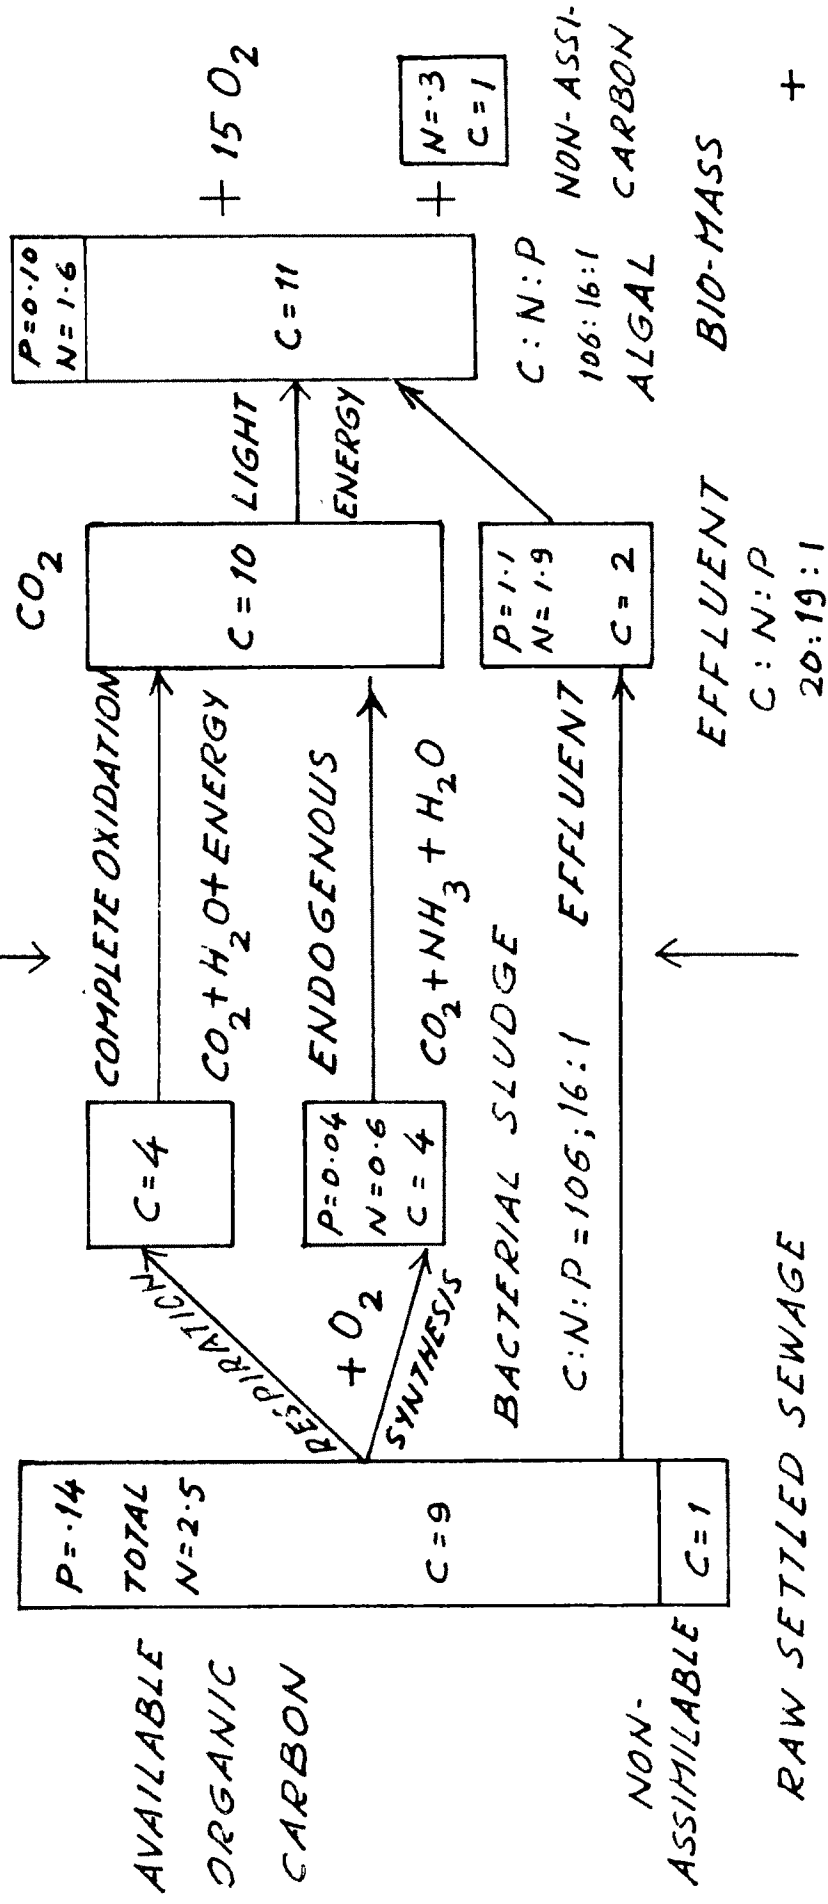 AVAILABLE
ORGANIC
CARBON
NON-
ASSIMILABLE
P=·14
TOTAL
N=2·5
C=9
C=1
RAW SETTLED SEWAGE
RESPIRATION
+ O2
SYNTHESIS
C=4
P=0·04
N=0·6
C=4
BACTERIAL SLUDGE
C:N:P=106;16:1
COMPLETE OXIDATION
CO2+H2O+ENERGY
ENDOGENOUS
CO2+NH3+H2O
EFFLUENT
CO2
C=10
P=1·1
N=1·9
C=2
EFFLUENT
C:N:P
20:19:1
LIGHT
ENERGY
P=0·10
N=1·6
C=11
C:N:P
106:16:1
ALGAL
BIO-MASS
+ 15 O2
+
N=·3
C=1
NON-ASSI-
CARBON
+